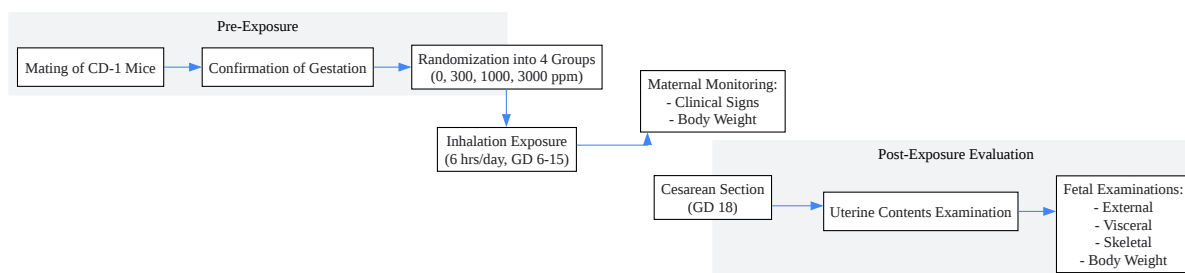 Pre-Exposure
Mating of CD-1 Mice
Confirmation of Gestation
Randomization into 4 Groups
(0, 300, 1000, 3000 ppm)
Inhalation Exposure
(6 hrs/day, GD 6-15)
Maternal Monitoring:
- Clinical Signs
- Body Weight
Post-Exposure Evaluation
Cesarean Section
(GD 18)
Uterine Contents Examination
Fetal Examinations:
- External
- Visceral
- Skeletal
- Body Weight